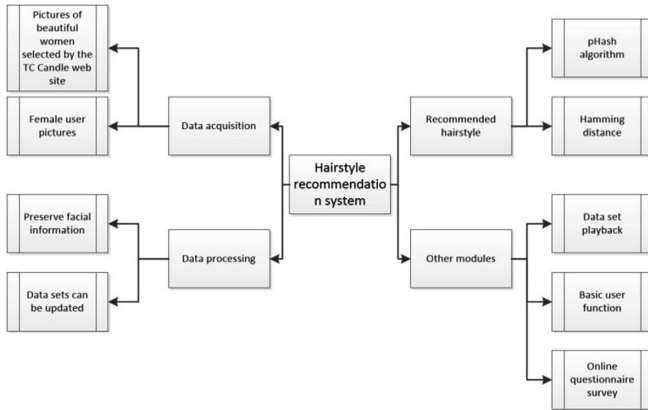 Pictures of
beautiful
women
selected by the
TC Candle web
site
Female user
pictures
Data acquisition
Preserve facial
information
Data sets can
be updated
Data processing
Hairstyle
recommendatio
n system
Recommended
hairstyle
pHash
algorithm
Hamming
distance
Other modules
Data set
playback
Basic user
function
Online
questionnaire
survey